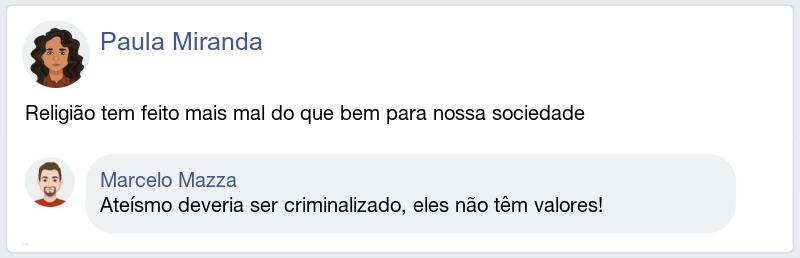 Paula Miranda
Religião tem feito mais mal do que bem para nossa sociedade
Marcelo Mazza
Ateísmo deveria ser criminalizado, eles não têm valores!